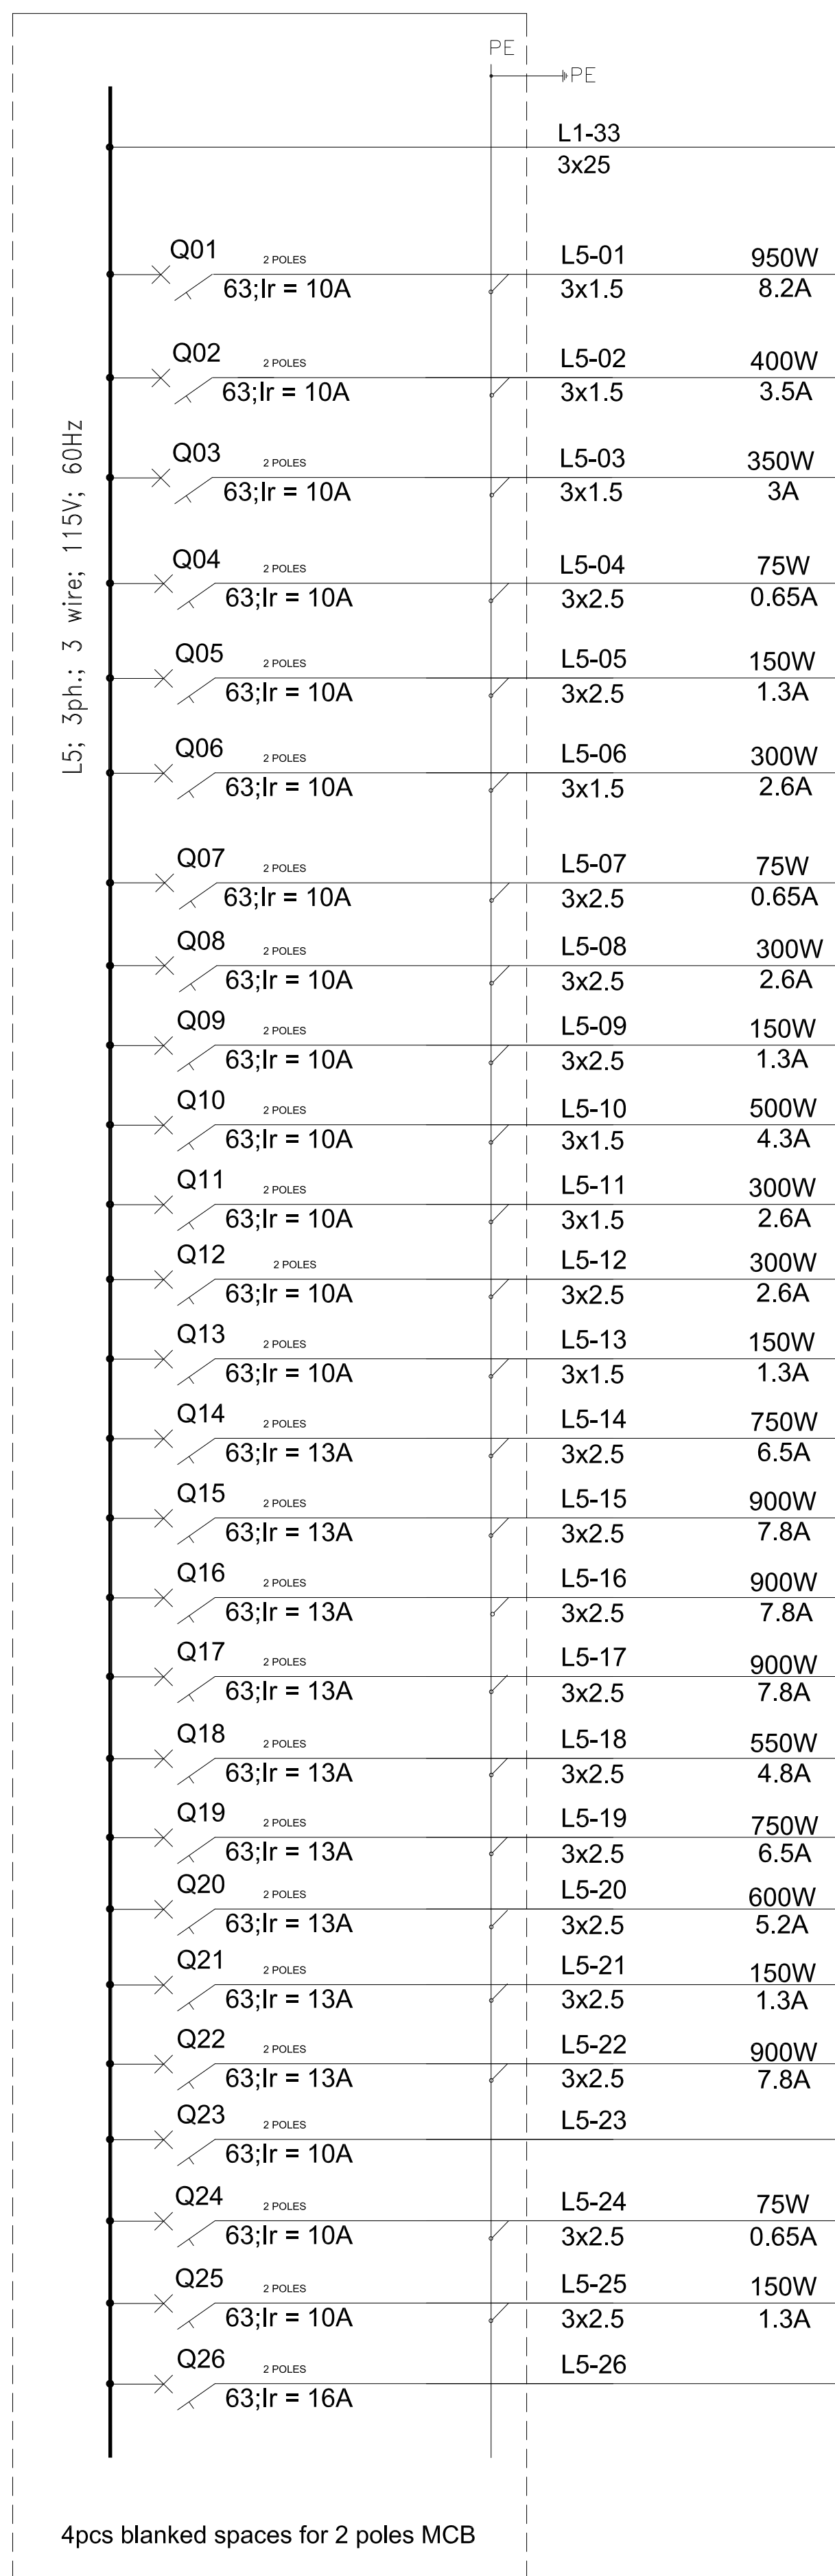 PE
PE
L1-33
3x25
L5; 3ph.; 3 wire; 115V; 60Hz
Q01 2 POLES L5-01 950W
63;Ir = 10A 3x1.5 8.2A
Q02 2 POLES L5-02 400W
63;Ir = 10A 3x1.5 3.5A
Q03 2 POLES L5-03 350W
63;Ir = 10A 3x1.5 3A
Q04 2 POLES L5-04 75W
63;Ir = 10A 3x2.5 0.65A
Q05 2 POLES L5-05 150W
63;Ir = 10A 3x2.5 1.3A
Q06 2 POLES L5-06 300W
63;Ir = 10A 3x1.5 2.6A
Q07 2 POLES L5-07 75W
63;Ir = 10A 3x2.5 0.65A
Q08 2 POLES L5-08 300W
63;Ir = 10A 3x2.5 2.6A
Q09 2 POLES L5-09 150W
63;Ir = 10A 3x2.5 1.3A
Q10 2 POLES L5-10 500W
63;Ir = 10A 3x1.5 4.3A
Q11 2 POLES L5-11 300W
63;Ir = 10A 3x1.5 2.6A
Q12 2 POLES L5-12 300W
63;Ir = 10A 3x2.5 2.6A
Q13 2 POLES L5-13 150W
63;Ir = 10A 3x1.5 1.3A
Q14 2 POLES L5-14 750W
63;Ir = 13A 3x2.5 6.5A
Q15 2 POLES L5-15 900W
63;Ir = 13A 3x2.5 7.8A
Q16 2 POLES L5-16 900W
63;Ir = 13A 3x2.5 7.8A
Q17 2 POLES L5-17 900W
63;Ir = 13A 3x2.5 7.8A
Q18 2 POLES L5-18 550W
63;Ir = 13A 3x2.5 4.8A
Q19 2 POLES L5-19 750W
63;Ir = 13A 3x2.5 6.5A
Q20 2 POLES L5-20 600W
63;Ir = 13A 3x2.5 5.2A
Q21 2 POLES L5-21 150W
63;Ir = 13A 3x2.5 1.3A
Q22 2 POLES L5-22 900W
63;Ir = 13A 3x2.5 7.8A
Q23 2 POLES L5-23
63;Ir = 10A
Q24 2 POLES L5-24 75W
63;Ir = 10A 3x2.5 0.65A
Q25 2 POLES L5-25 150W
63;Ir = 10A 3x2.5 1.3A
Q26 2 POLES L5-26
63;Ir = 16A
4pcs blanked spaces for 2 poles MCB